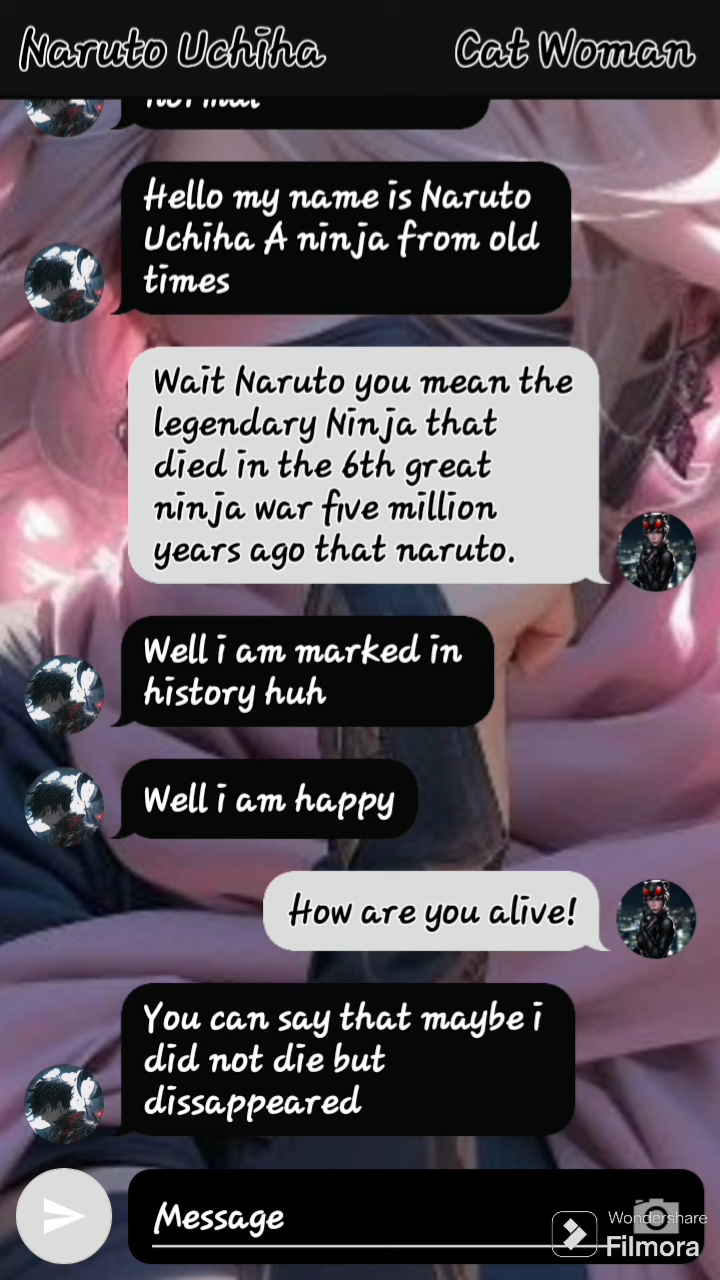 Naruto Uchiha Cat Woman
normal
Hello my name is Naruto
Uchiha A ninja from old
times
Wait Naruto you mean the
legendary Ninja that
died in the 6th great
ninja war five million
years ago that naruto.
Well i am marked in
history huh
Well i am happy
How are you alive!
You can say that maybe i
did not die but
dissappeared
Message
Wondershare
Filmora